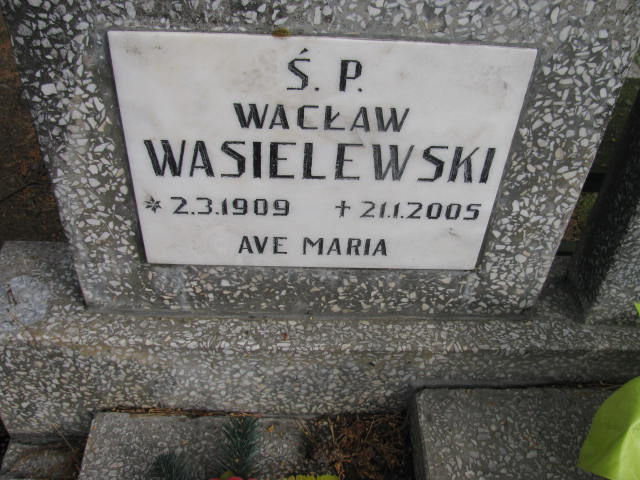 Ś. P.
WACŁAW
WASIELEWSKI
* 2.3.1909 ✝ 21.1.2005
AVE MARIA